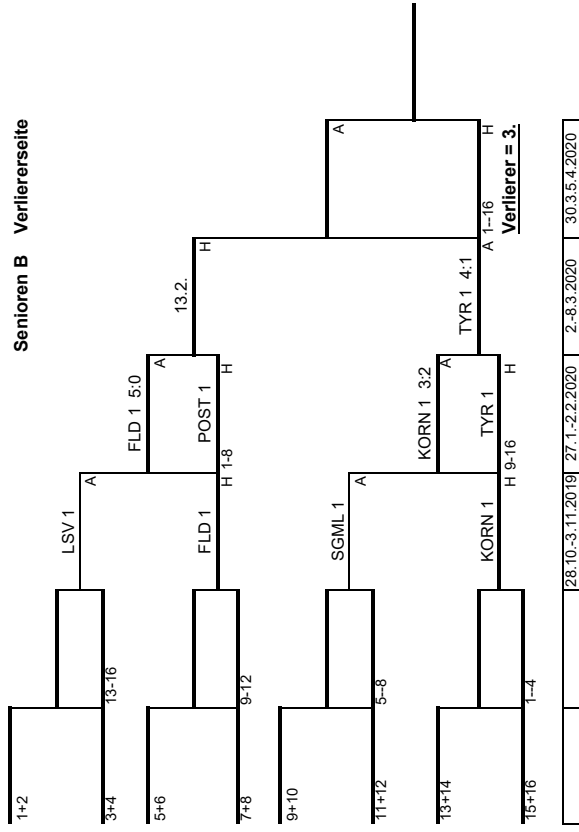 Senioren B Verliererseite
1+2
3+4
13-16
5+6
7+8
9-12
9+10
11+12
5--8
13+14
15+16
1--4
LSV 1
A
FLD 1
H 1-8
SGML 1
A
KORN 1
H 9-16
FLD 1 5:0
A
POST 1
H
KORN 1 3:2
A
TYR 1
H
13.2.
H
TYR 1 4:1
A 1--16
A
H
Verlierer = 3.
28.10.-3.11.2019
27.1.-2.2.2020
2.-8.3.2020
30.3.5.4.2020